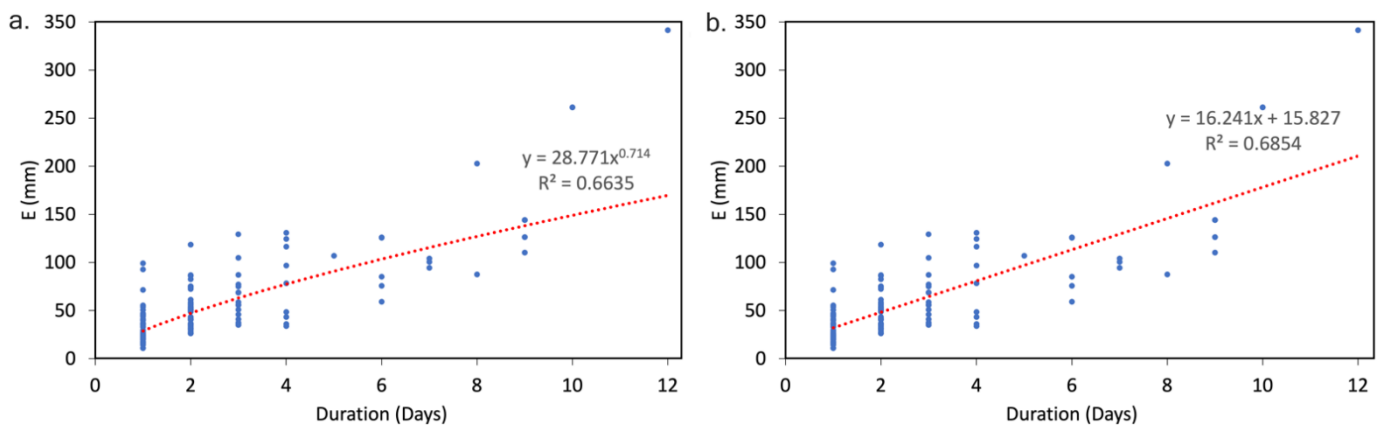 a.
350
300
250
200
150
100
50
0
E (mm)
y = 28.771x^0.714
R² = 0.6635
0 2 4 6 8 10 12
Duration (Days)
b.
350
300
250
200
150
100
50
0
E (mm)
y = 16.241x + 15.827
R² = 0.6854
0 2 4 6 8 10 12
Duration (Days)